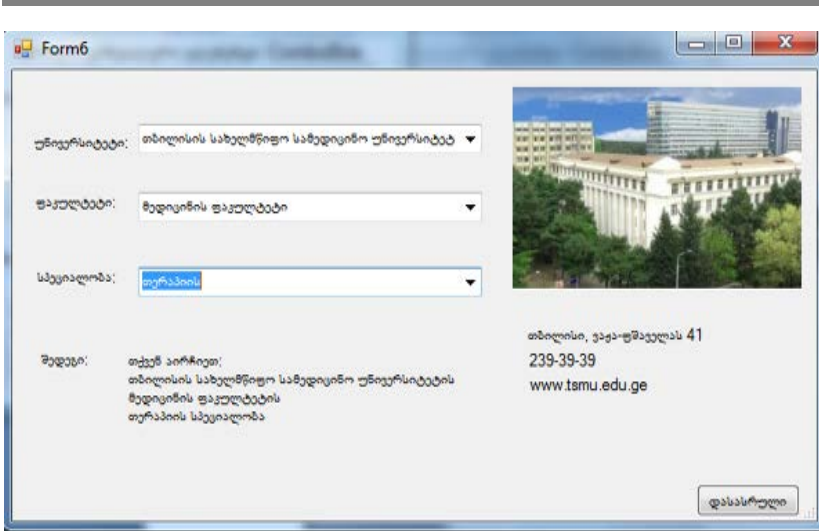 Form6
უნივერსიტეტი:
თბილისის სახელმწიფო სამედიცინო უნივერსიტეტ
ფაკულტეტი:
მედიცინის ფაკულტეტი
სპეციალობა:
თერაპიის
შედეგი:
თქვენ აირჩიეთ:
თბილისის სახელმწიფო სამედიცინო უნივერსიტეტის
მედიცინის ფაკულტეტის
თერაპიის სპეციალობა
თბილისი, ვაჟა-ფშაველას 41
239-39-39
www.tsmu.edu.ge
დასასრული